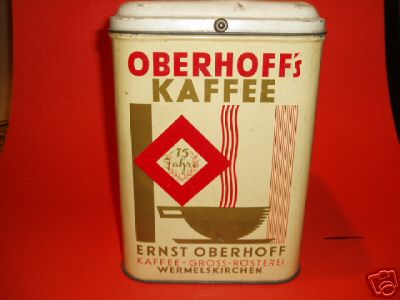 OBERHOFF's
KAFFEE
75
Jahre
ERNST OBERHOFF
KAFFEE-GROSS-RÖSTEREI
WERMELSKIRCHEN